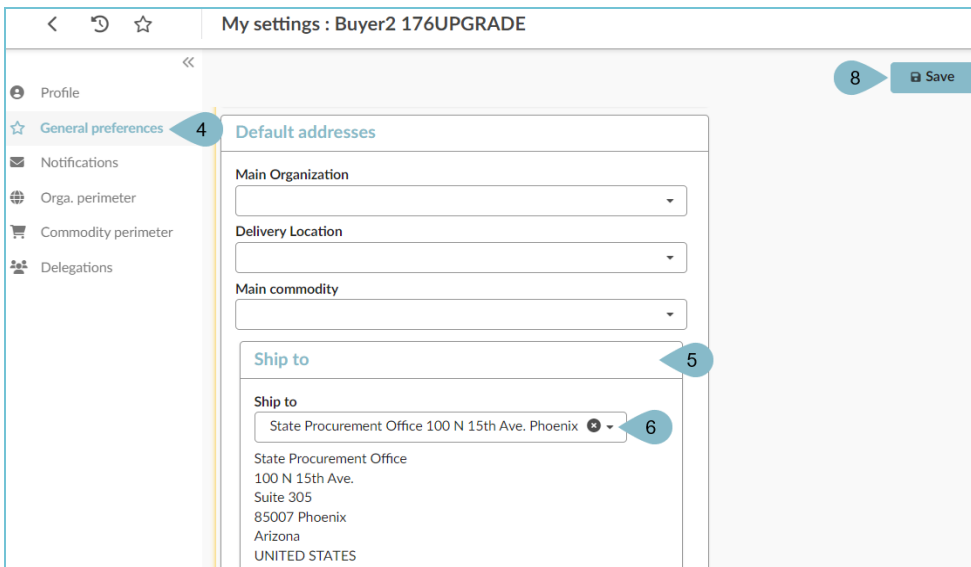 My settings : Buyer2 176UPGRADE
8
Save
Profile
General preferences
4
Notifications
Orga. perimeter
Commodity perimeter
Delegations
Default addresses
Main Organization
Delivery Location
Main commodity
Ship to
5
Ship to
State Procurement Office 100 N 15th Ave. Phoenix
6
State Procurement Office
100 N 15th Ave.
Suite 305
85007 Phoenix
Arizona
UNITED STATES